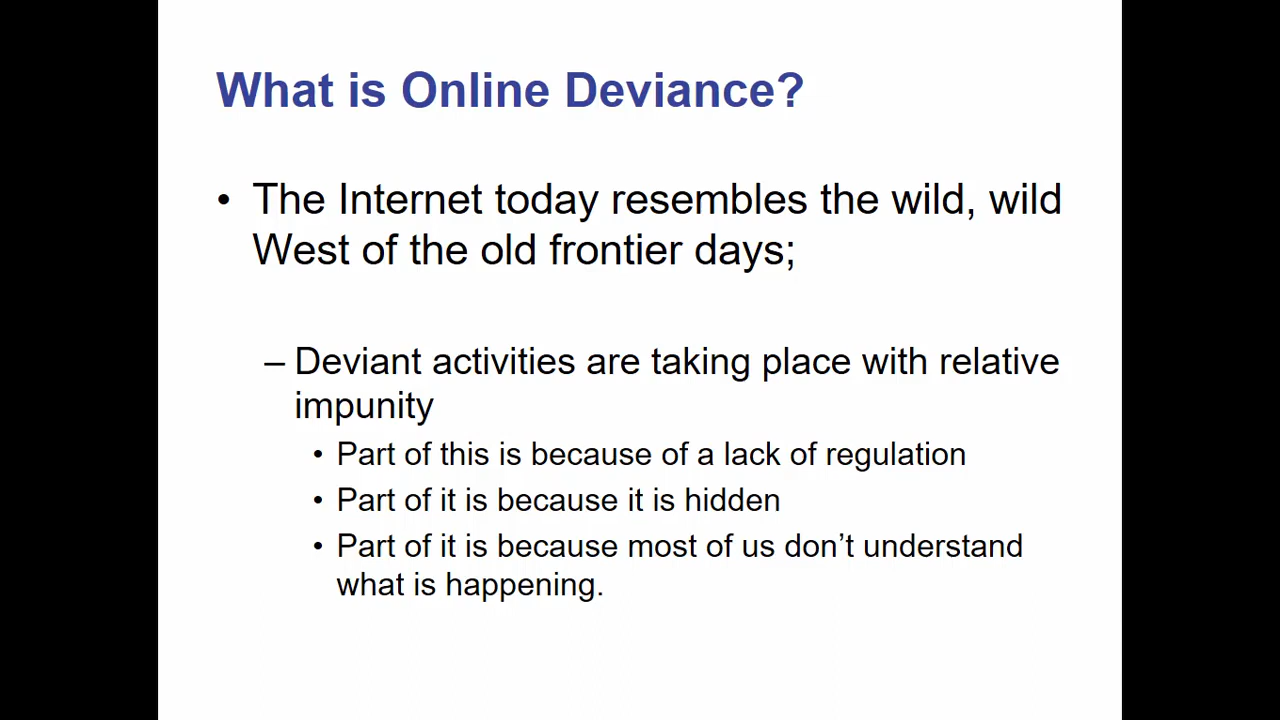 What is Online Deviance?
• The Internet today resembles the wild, wild
West of the old frontier days;
– Deviant activities are taking place with relative
impunity
• Part of this is because of a lack of regulation
• Part of it is because it is hidden
• Part of it is because most of us don’t understand
what is happening.